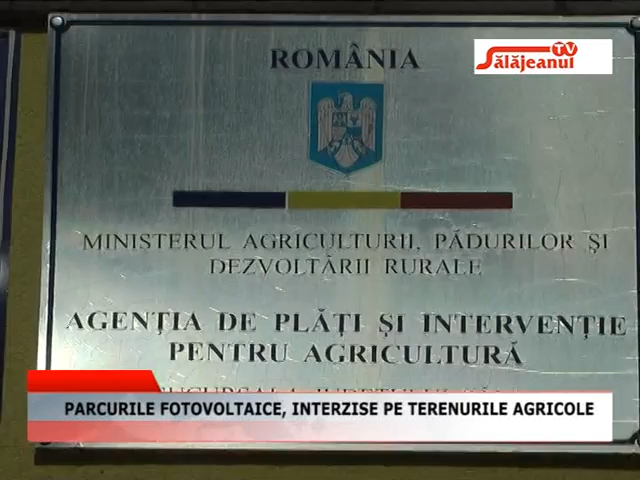 ROMÂNIA
Sălăjeanul TV
MINISTERUL AGRICULTURII, PĂDURILOR ŞI
DEZVOLTĂRII RURALE
AGENŢIA DE PLĂŢI ŞI INTERVENŢIE
PENTRU AGRICULTURĂ
PARCURILE FOTOVOLTAICE, INTERZISE PE TERENURILE AGRICOLE